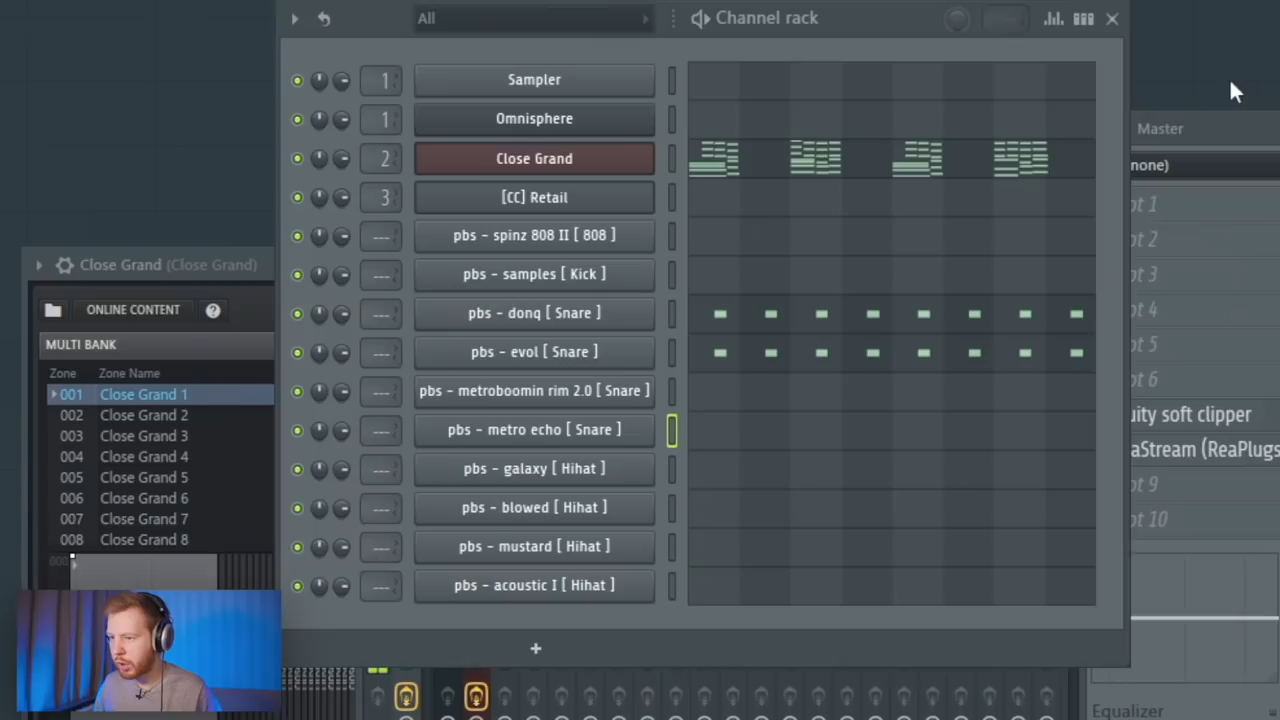 All
Channel rack
1
Sampler
1
Omnisphere
2
Close Grand
3
[CC] Retail
---
pbs - spinz 808 II [ 808 ]
---
pbs - samples [ Kick ]
---
pbs - donq [ Snare ]
---
pbs - evol [ Snare ]
---
pbs - metroboomin rim 2.0 [ Snare ]
---
pbs - metro echo [ Snare ]
---
pbs - galaxy [ Hihat ]
---
pbs - blowed [ Hihat ]
---
pbs - mustard [ Hihat ]
---
pbs - acoustic I [ Hihat ]
+
Close Grand (Close Grand)
ONLINE CONTENT
?
MULTI BANK
Zone Zone Name
001 Close Grand 1
002 Close Grand 2
003 Close Grand 3
004 Close Grand 4
005 Close Grand 5
006 Close Grand 6
007 Close Grand 7
008 Close Grand 8
000
Master
none)
ot 1
ot 2
ot 3
ot 4
ot 5
ot 6
uity soft clipper
aStream (ReaPlugs
ot 9
ot 10
Equalizer